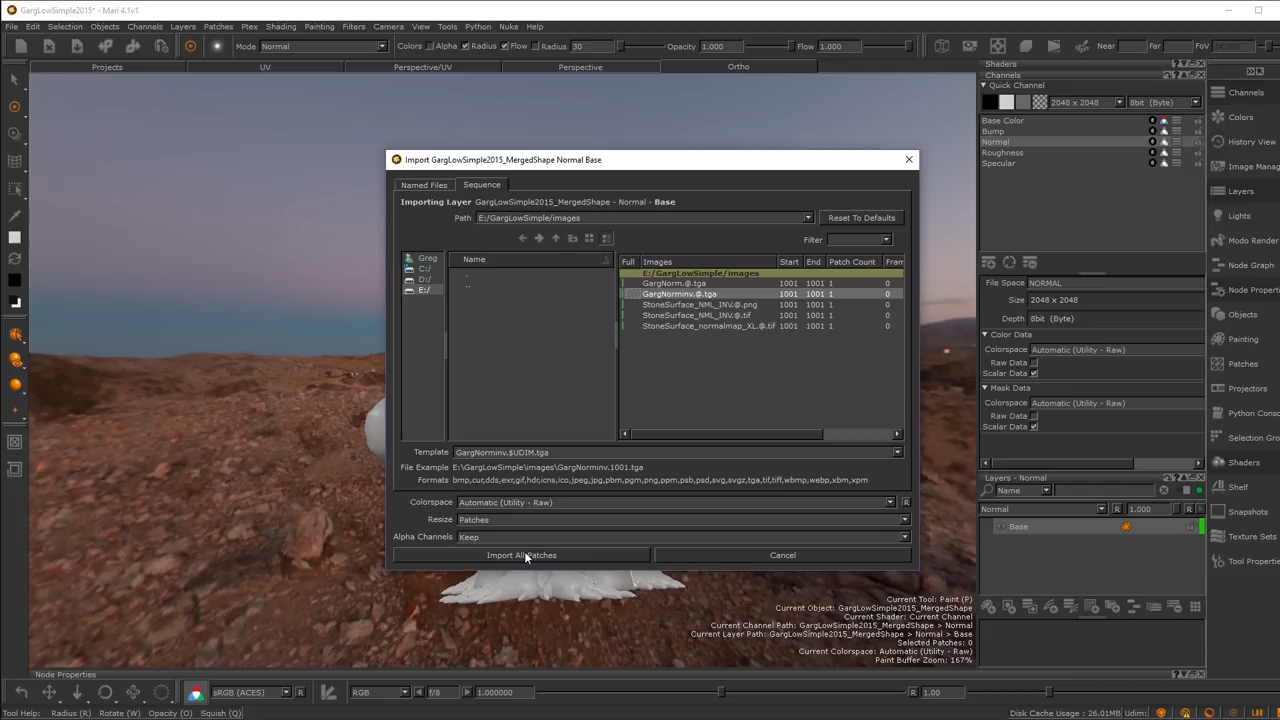 GargLowSimple2015* - Mari 4.1v1
File Edit Selection Objects Channels Layers Patches Ptex Shading Painting Filters Camera View Tools Python Nuke Help
Mode Normal Colors Alpha Radius Flow Radius 30 Opacity 1.000 Flow 1.000 Near Far FoV 24.000
Projects UV Perspective/UV Perspective Ortho
Shaders
Channels
Quick Channel
2048 x 2048 8bit (Byte)
Base Color
Bump
Normal
Roughness
Specular
Channels
Colors
History View
Image Manag
Layers
Lights
Modo Render
Node Graph
Node Properti
Objects
Painting
Patches
Projectors
Python Conso
Selection Gro
Shaders
Shelf
Snapshots
Texture Sets
Tool Properti
Import GargLowSimple2015_MergedShape Normal Base
Named Files Sequence
Importing Layer GargLowSimple2015_MergedShape - Normal - Base
Path E:/GargLowSimple/images Reset To Defaults
Filter
Greg
C:/
D:/
E:/
Name
.
..
Full Images Start End Patch Count Fram
E:/GargLowSimple/images
GargNorm.@.tga 1001 1001 1 0
GargNorminv.@.tga 1001 1001 1 0
StoneSurface_NML_INV.@.png 1001 1001 1 0
StoneSurface_NML_INV.@.tif 1001 1001 1 0
StoneSurface_normalmap_XL.@.tif 1001 1001 1 0
Template GargNorminv.$UDIM.tga
File Example E:\GargLowSimple\images\GargNorminv.1001.tga
Formats bmp,cur,dds,exr,gif,hdr,icns,ico,jpeg,jpg,pbm,pgm,png,ppm,psb,psd,svg,svgz,tga,tif,tiff,wbmp,webp,xbm,xpm
Colorspace Automatic (Utility - Raw) R
Resize Patches
Alpha Channels Keep
Import All Patches Cancel
File Space NORMAL
Size 2048 x 2048
Depth 8bit (Byte)
Color Data
Colorspace Automatic (Utility - Raw)
Raw Data
Scalar Data
Mask Data
Colorspace Automatic (Utility - Raw)
Raw Data
Scalar Data
Layers - Normal
Name
Normal 1.000 R
Base
Current Tool: Paint (P)
Current Object: GargLowSimple2015_MergedShape
Current Shader: Current Channel
Current Channel Path: GargLowSimple2015_MergedShape > Normal
Current Layer Path: GargLowSimple2015_MergedShape > Normal > Base
Selected Patches: 0
Current Colorspace: Automatic (Utility - Raw)
Paint Buffer Zoom: 167%
Node Properties
sRGB (ACES) R RGB f/8 1.000000 R 1.00
Tool Help: Radius (R) Rotate (W) Opacity (O) Squish (Q) Disk Cache Usage : 26.01MB Udim: